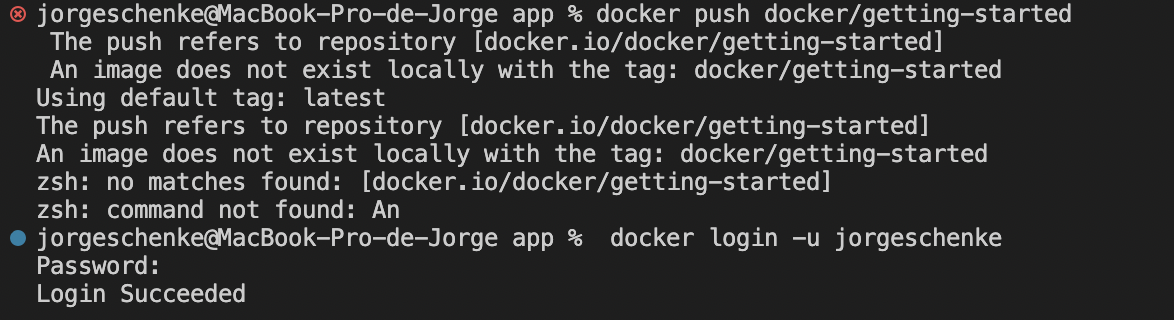 jorgeschenke@MacBook-Pro-de-Jorge app % docker push docker/getting-started
The push refers to repository [docker.io/docker/getting-started]
An image does not exist locally with the tag: docker/getting-started
Using default tag: latest
The push refers to repository [docker.io/docker/getting-started]
An image does not exist locally with the tag: docker/getting-started
zsh: no matches found: [docker.io/docker/getting-started]
zsh: command not found: An
jorgeschenke@MacBook-Pro-de-Jorge app %  docker login -u jorgeschenke
Password:
Login Succeeded